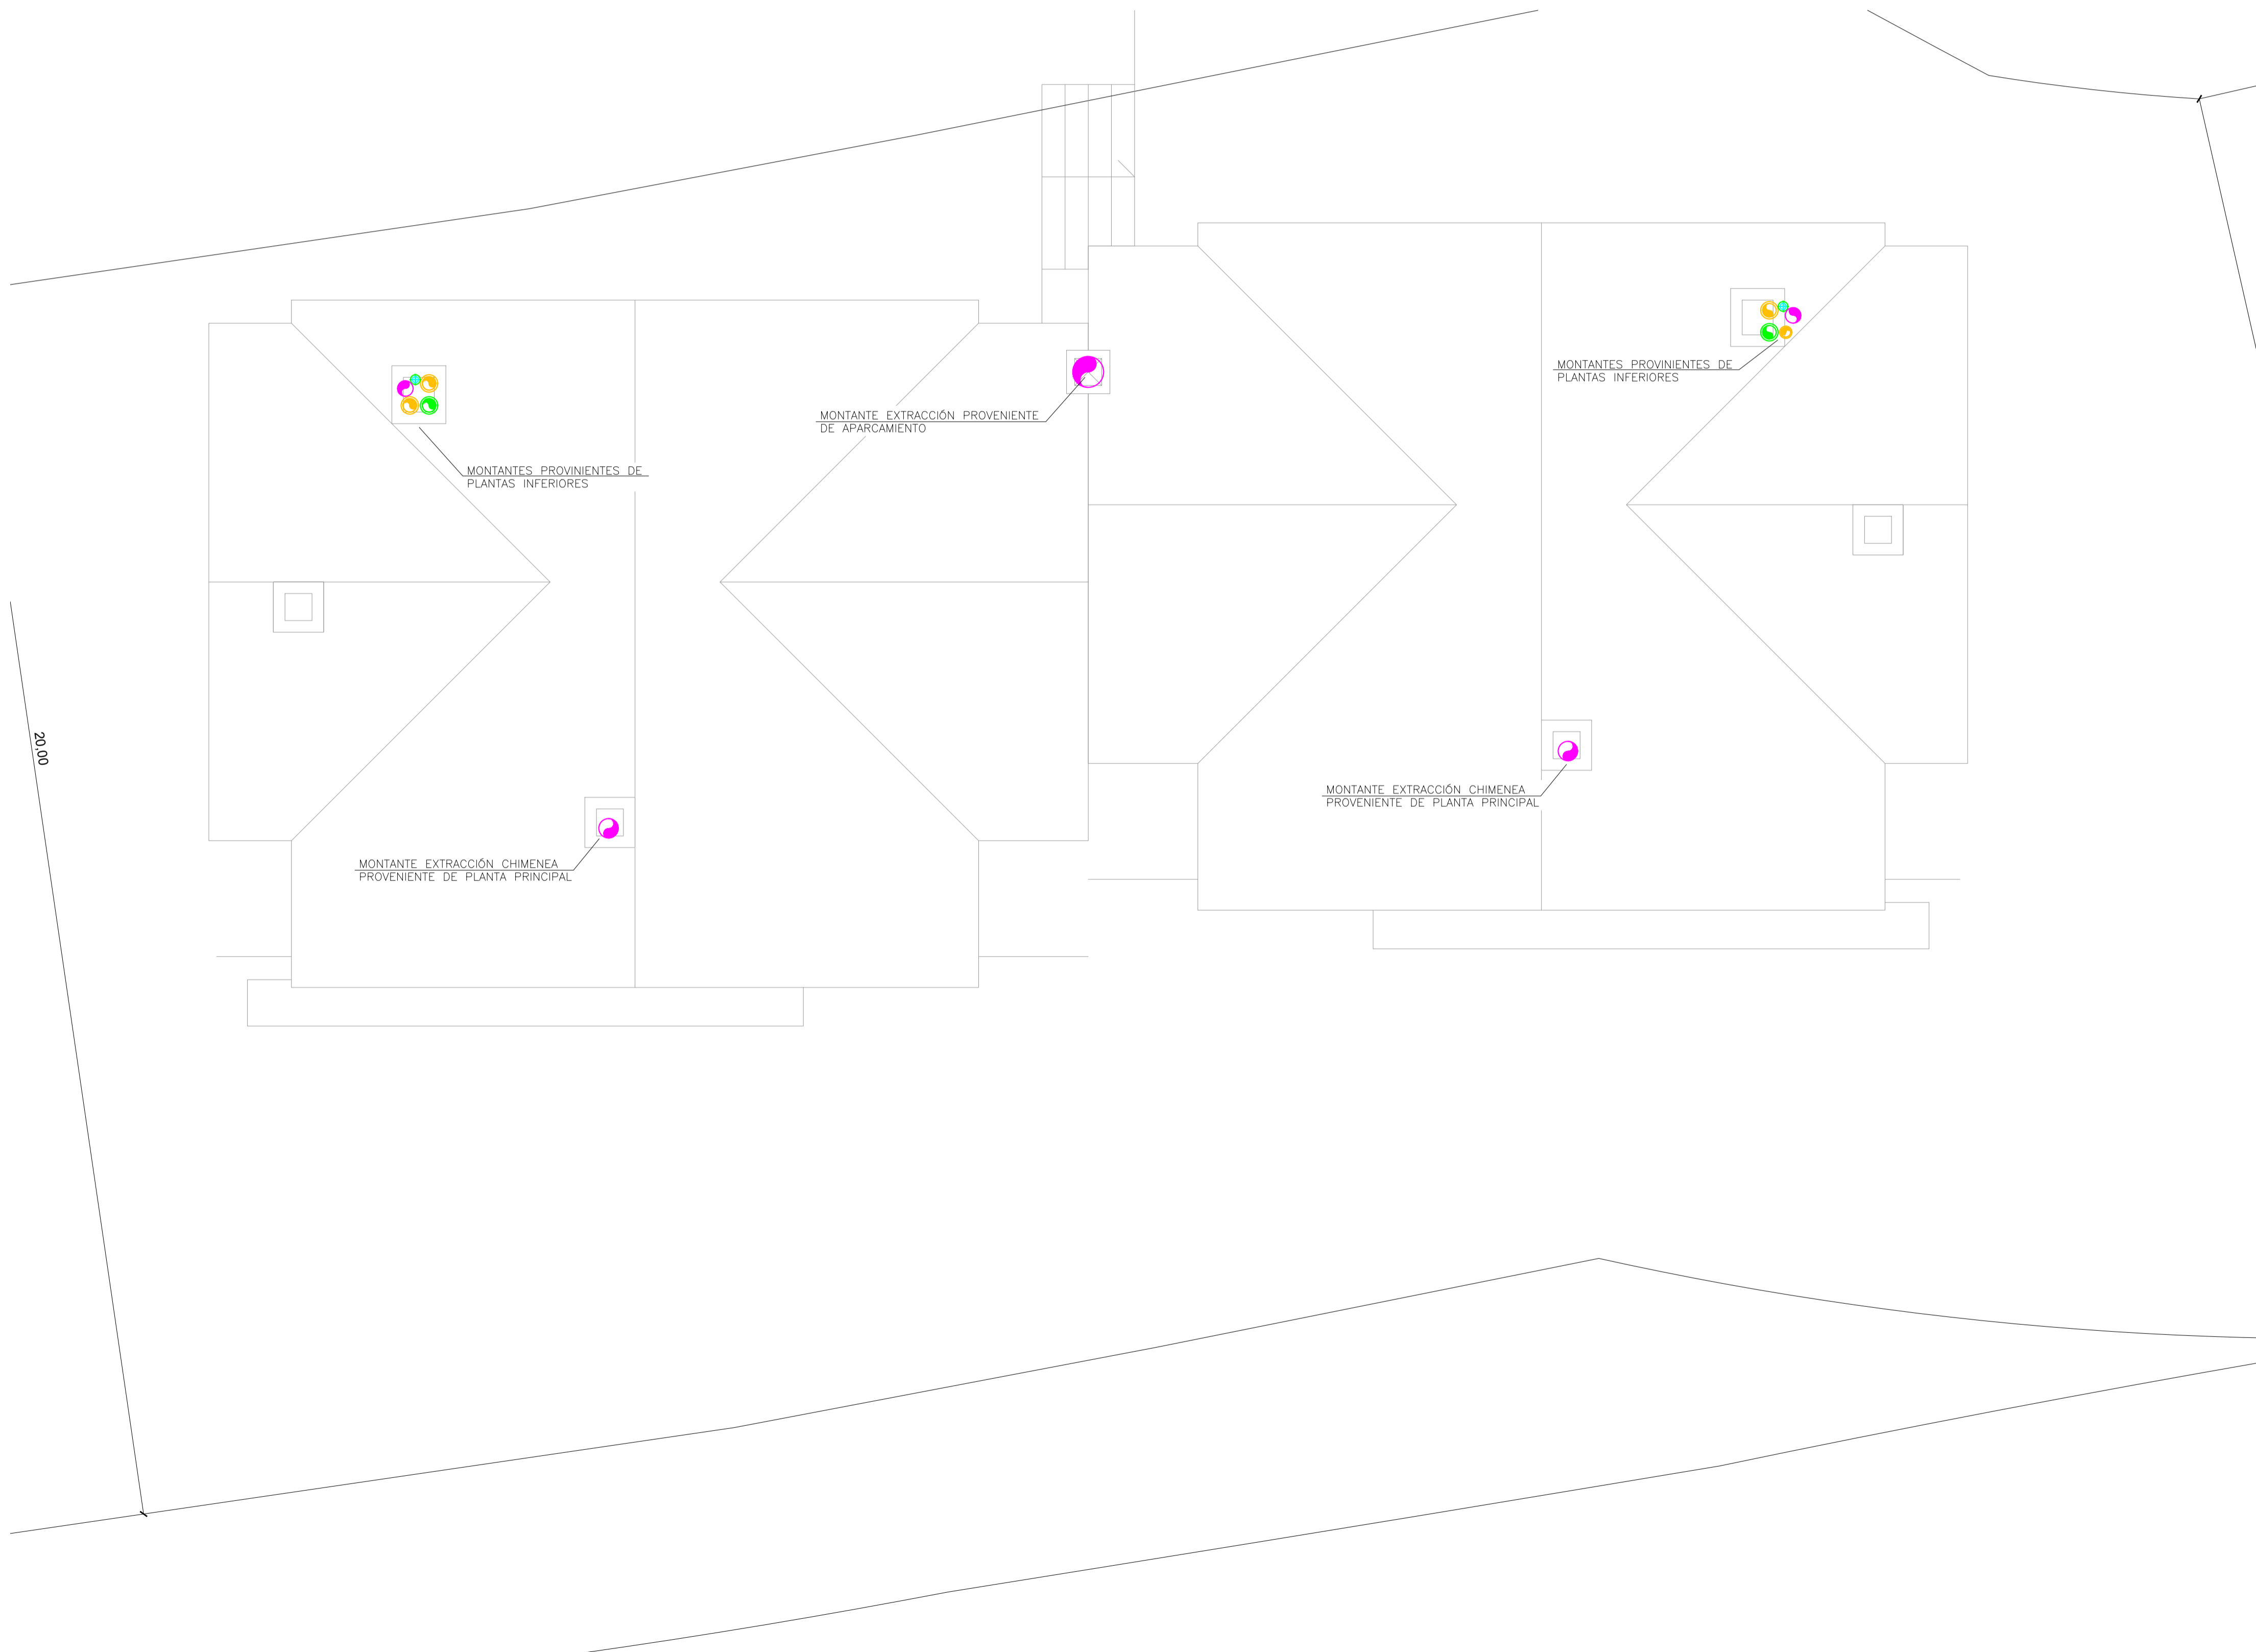 MONTANTES PROVINIENTES DE
PLANTAS INFERIORES
MONTANTE EXTRACCIÓN PROVENIENTE
DE APARCAMIENTO
MONTANTES PROVINIENTES DE
PLANTAS INFERIORES
20,00
MONTANTE EXTRACCIÓN CHIMENEA
PROVENIENTE DE PLANTA PRINCIPAL
MONTANTE EXTRACCIÓN CHIMENEA
PROVENIENTE DE PLANTA PRINCIPAL